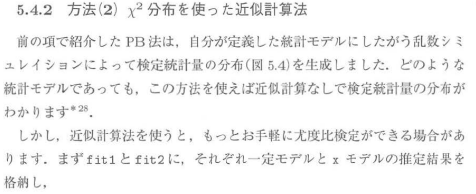 5.4.2 方法(2) χ²分布を使った近似計算法
前の項で紹介したPB法は，自分が定義した統計モデルにしたがう乱数シミ
ュレイションによって検定統計量の分布(図 5.4)を生成しました．どのような
統計モデルであっても，この方法を使えば近似計算なしで検定統計量の分布が
わかります*28．
しかし，近似計算法を使うと，もっとお手軽に尤度比検定ができる場合があ
ります．まず fit1 と fit2 に，それぞれ一定モデルと x モデルの推定結果を
格納し，